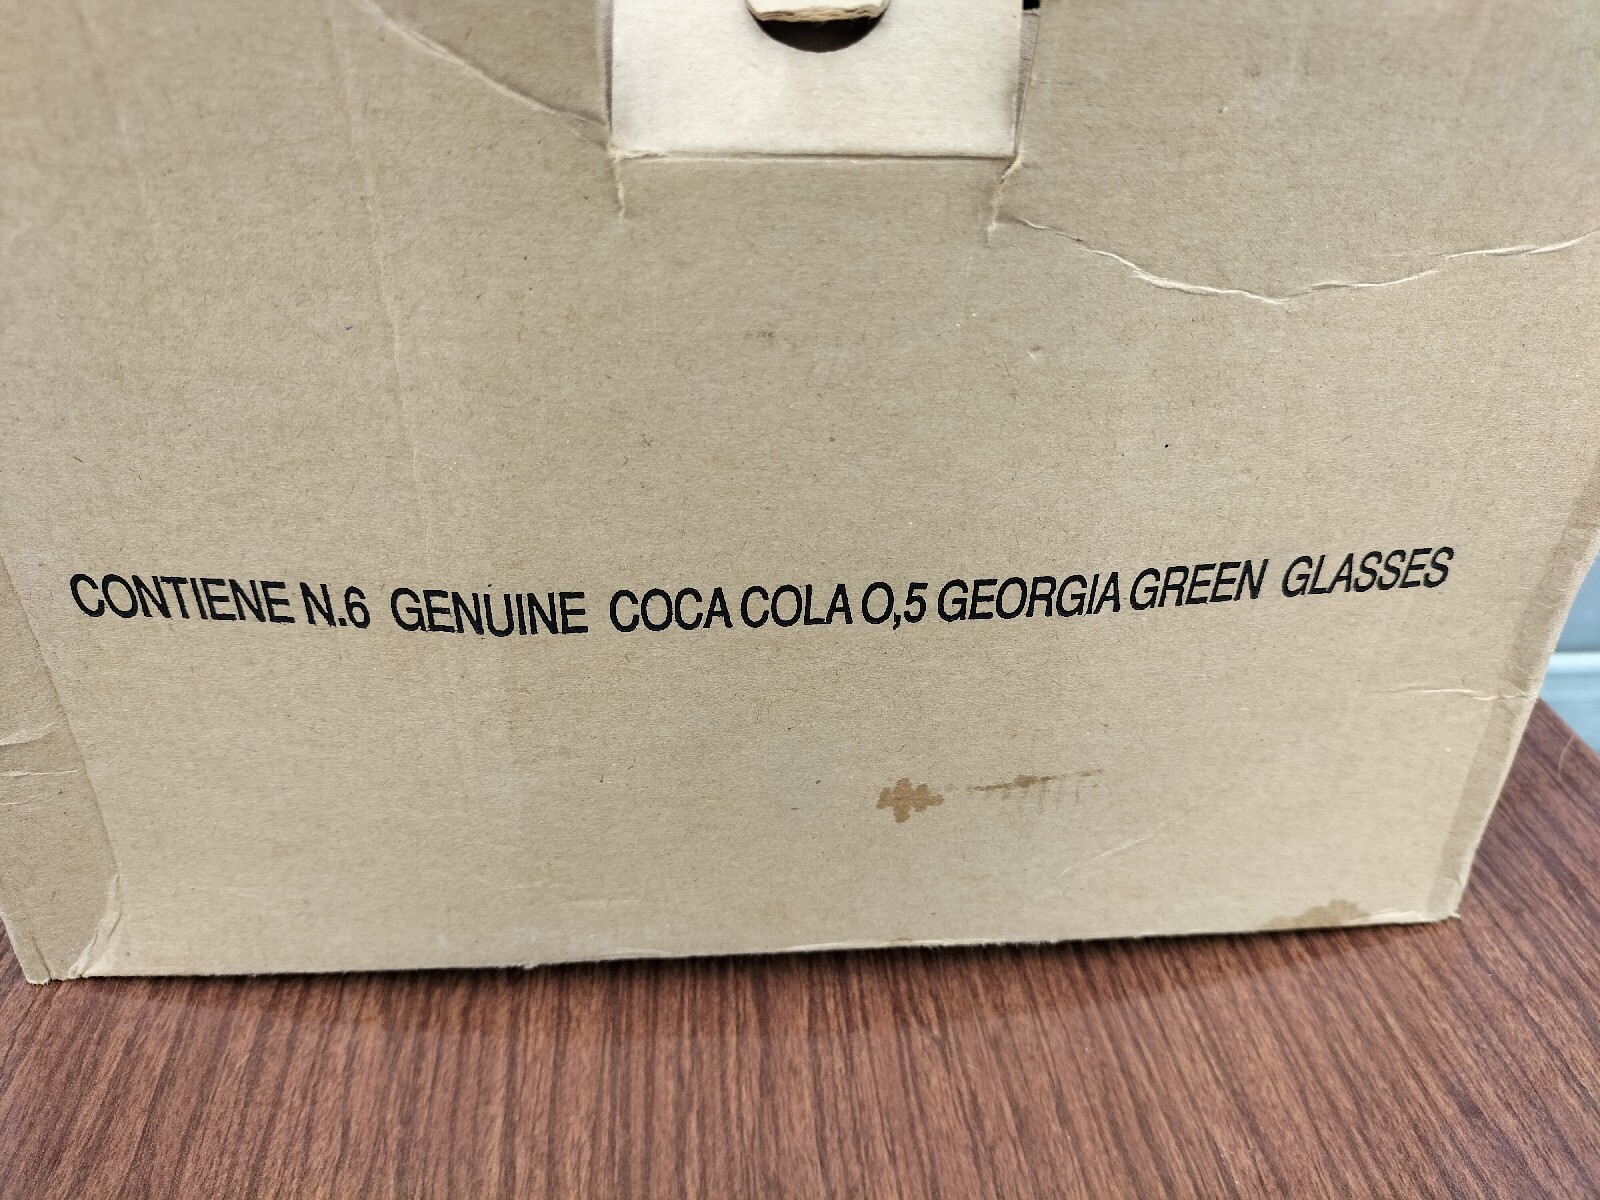 CONTIENE N.6 GENUINE COCA COLA 0,5 GEORGIA GREEN GLASSES